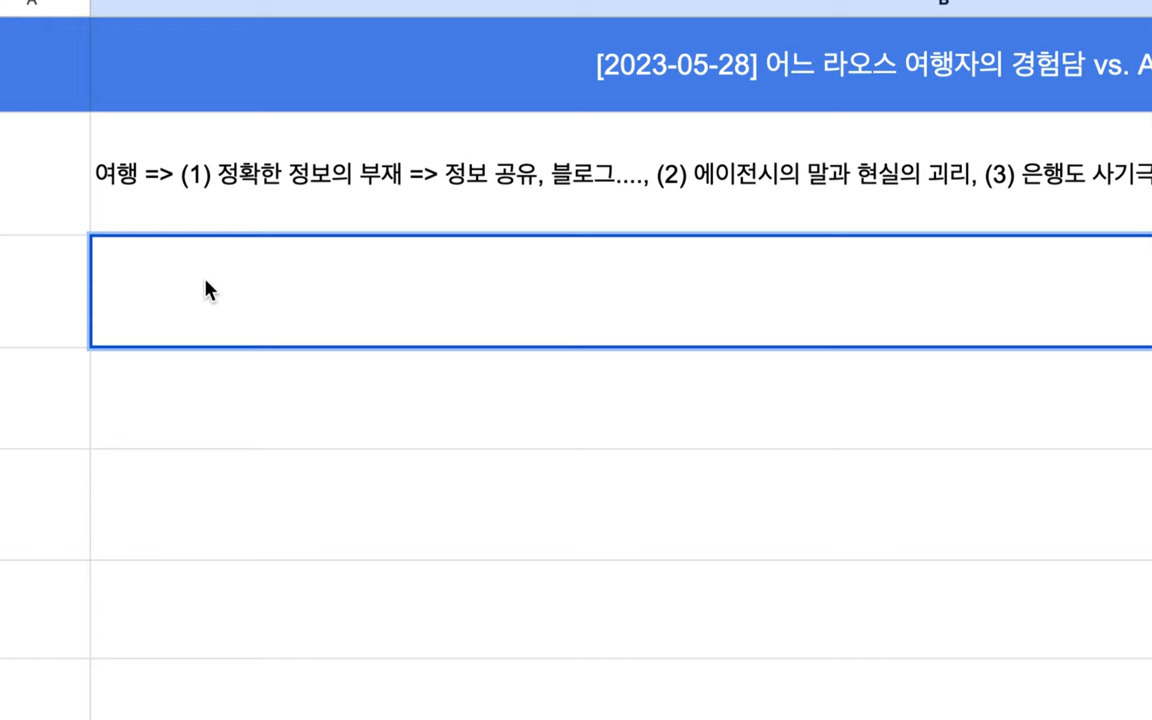 [2023-05-28] 어느 라오스 여행자의 경험담 vs. A
여행 => (1) 정확한 정보의 부재 => 정보 공유, 블로그...., (2) 에이전시의 말과 현실의 괴리, (3) 은행도 사기극